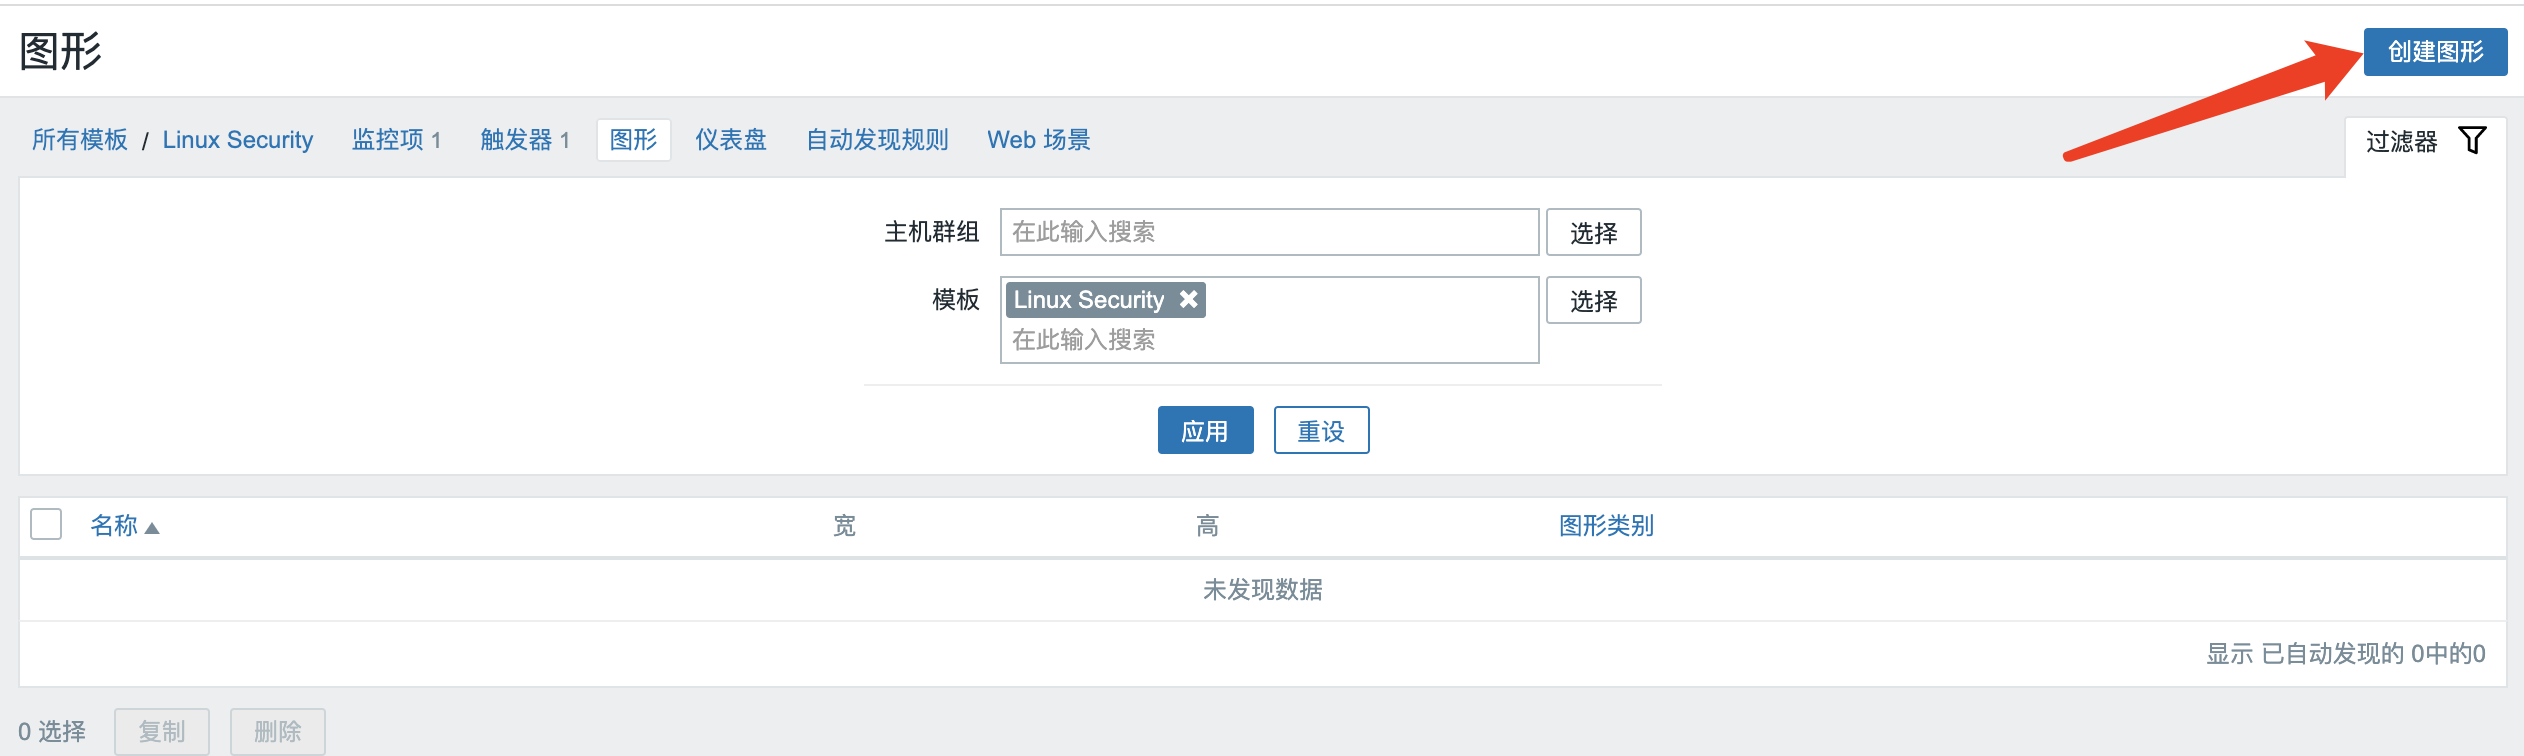 图形
创建图形
所有模板 / Linux Security 监控项 1 触发器 1 图形 仪表盘 自动发现规则 Web 场景
过滤器
主机群组 在此输入搜索 选择
模板 Linux Security 选择
在此输入搜索
应用 重设
名称 宽 高 图形类别
未发现数据
显示 已自动发现的 0中的0
0 选择 复制 删除